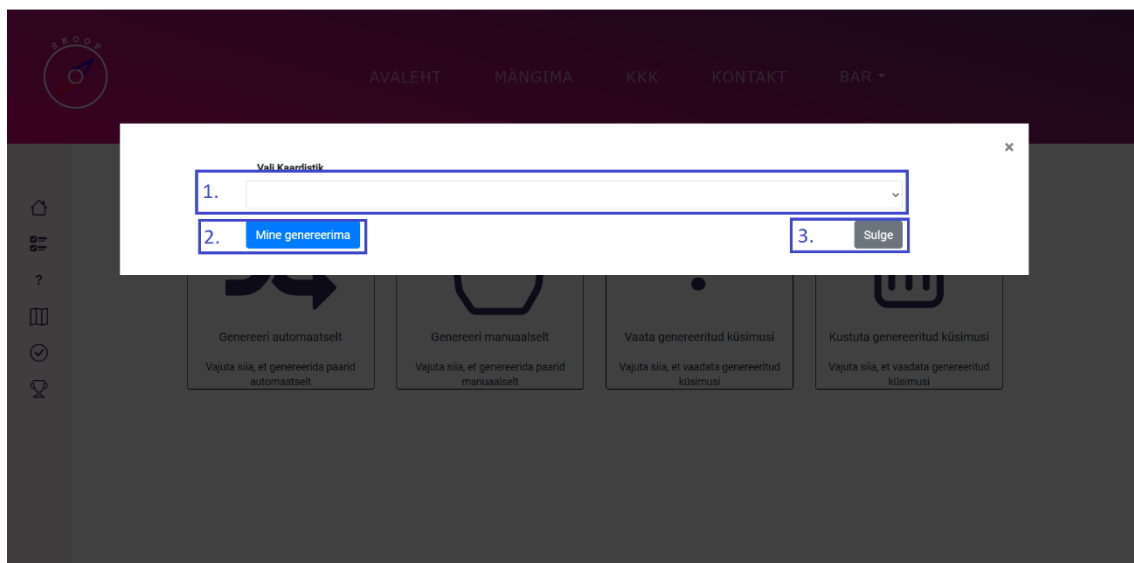 SKOOP
AVALEHT MÄNGIMA KKK KONTAKT BAR
×
Vali Kaardistik
1.
2. Mine genereerima
3. Sulge
?
Genereeri automaatselt
Vajuta siia, et genereerida paarid
automaatselt
Genereeri manuaalselt
Vajuta siia, et genereerida paarid
manuaalselt
Vaata genereeritud küsimusi
Vajuta siia, et vaadata genereeritud
küsimusi
Kustuta genereeritud küsimusi
Vajuta siia, et vaadata genereeritud
küsimusi